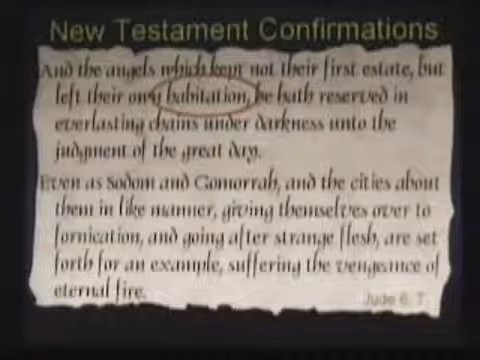 New Testament Confirmations
And the angels which kept not their first estate, but
left their own habitation, he hath reserved in
everlasting chains under darkness unto the
judgment of the great day.
Even as Sodom and Gomorrah, and the cities about
them in like manner, giving themselves over to
fornication, and going after strange flesh, are set
forth for an example, suffering the vengeance of
eternal fire.
Jude 6, 7